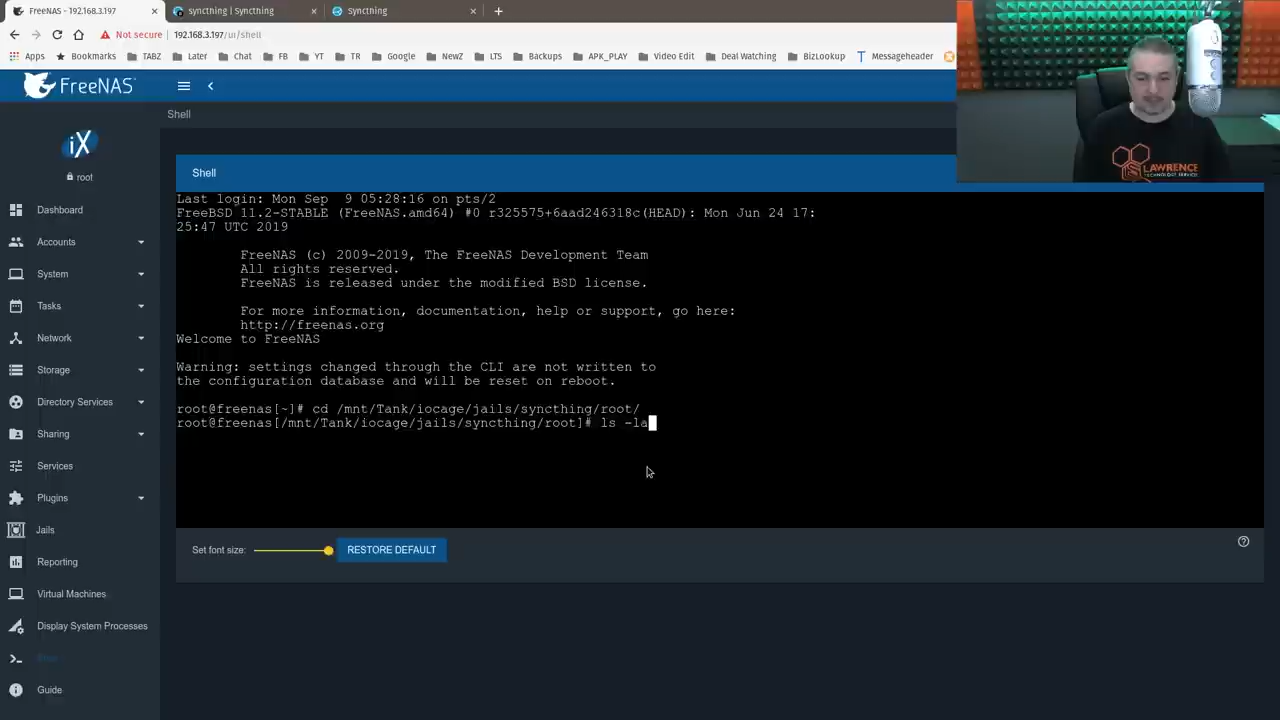 FreeNAS - 192.168.3.197
syncthing | Syncthing
syncthing
Not secure
192.168.3.197/ui/shell
Apps
Bookmarks
TABZ
Later
Chat
FB
YT
TR
Google
NewZ
LTS
Backups
APK_PLAY
Video Edit
Deal Watching
BizLookup
Messageheader
FreeNAS
Shell
iX
root
Shell
Dashboard
Accounts
System
Tasks
Network
Storage
Directory Services
Sharing
Services
Plugins
Jails
Reporting
Virtual Machines
Display System Processes
Shell
Guide
Last login: Mon Sep  9 05:28:16 on pts/2
FreeBSD 11.2-STABLE (FreeNAS.amd64) #0 r325575+6aad246318c(HEAD): Mon Jun 24 17:
25:47 UTC 2019
FreeNAS (c) 2009-2019, The FreeNAS Development Team
All rights reserved.
FreeNAS is released under the modified BSD license.
For more information, documentation, help or support, go here:
http://freenas.org
Welcome to FreeNAS
Warning: settings changed through the CLI are not written to
the configuration database and will be reset on reboot.
root@freenas[~]# cd /mnt/Tank/iocage/jails/syncthing/root/
root@freenas[/mnt/Tank/iocage/jails/syncthing/root]# ls -la
Set font size:
RESTORE DEFAULT
LAWRENCE